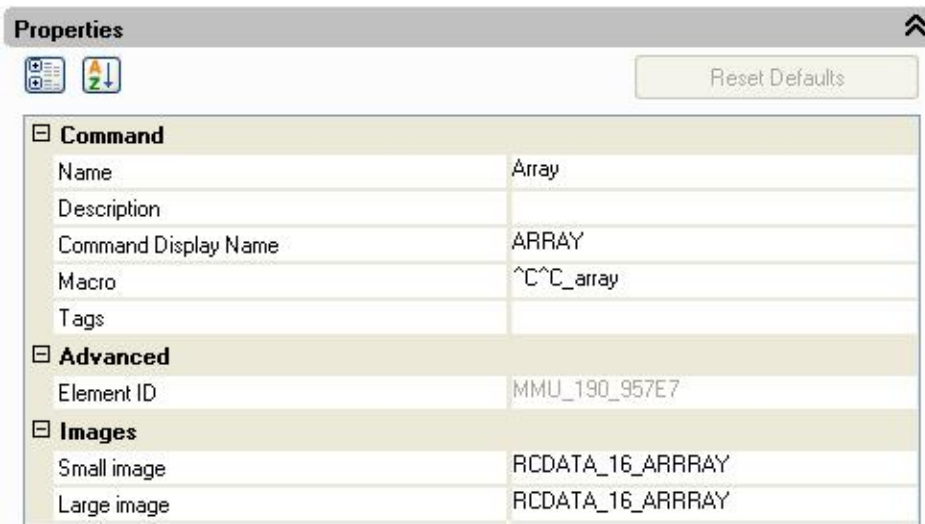 Properties
Reset Defaults
Command
Name Array
Description
Command Display Name ARRAY
Macro ^C^C_array
Tags
Advanced
Element ID MMU_190_957E7
Images
Small image RCDATA_16_ARRRAY
Large image RCDATA_16_ARRRAY